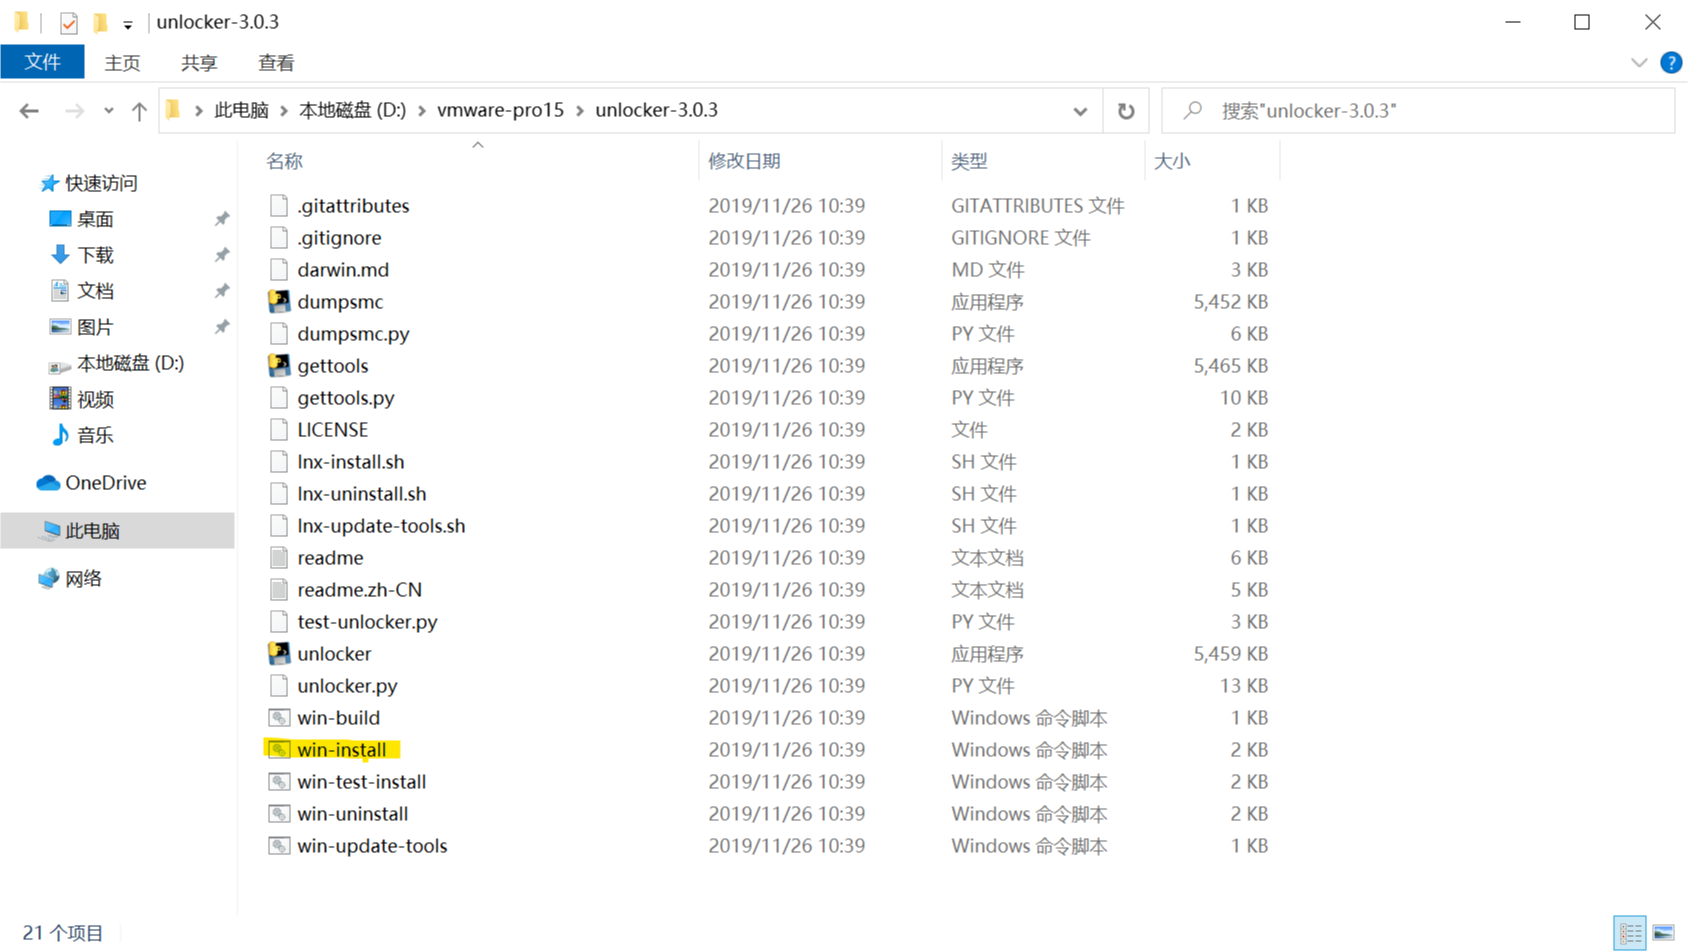 unlocker-3.0.3
文件 主页 共享 查看
此电脑 本地磁盘 (D:) vmware-pro15 unlocker-3.0.3 搜索"unlocker-3.0.3"
名称 修改日期 类型 大小
快速访问
桌面
下载
文档
图片
本地磁盘 (D:)
视频
音乐
OneDrive
此电脑
网络
.gitattributes 2019/11/26 10:39 GITATTRIBUTES 文件 1 KB
.gitignore 2019/11/26 10:39 GITIGNORE 文件 1 KB
darwin.md 2019/11/26 10:39 MD 文件 3 KB
dumpsmc 2019/11/26 10:39 应用程序 5,452 KB
dumpsmc.py 2019/11/26 10:39 PY 文件 6 KB
gettools 2019/11/26 10:39 应用程序 5,465 KB
gettools.py 2019/11/26 10:39 PY 文件 10 KB
LICENSE 2019/11/26 10:39 文件 2 KB
lnx-install.sh 2019/11/26 10:39 SH 文件 1 KB
lnx-uninstall.sh 2019/11/26 10:39 SH 文件 1 KB
lnx-update-tools.sh 2019/11/26 10:39 SH 文件 1 KB
readme 2019/11/26 10:39 文本文档 6 KB
readme.zh-CN 2019/11/26 10:39 文本文档 5 KB
test-unlocker.py 2019/11/26 10:39 PY 文件 3 KB
unlocker 2019/11/26 10:39 应用程序 5,459 KB
unlocker.py 2019/11/26 10:39 PY 文件 13 KB
win-build 2019/11/26 10:39 Windows 命令脚本 1 KB
win-install 2019/11/26 10:39 Windows 命令脚本 2 KB
win-test-install 2019/11/26 10:39 Windows 命令脚本 2 KB
win-uninstall 2019/11/26 10:39 Windows 命令脚本 2 KB
win-update-tools 2019/11/26 10:39 Windows 命令脚本 1 KB
21 个项目